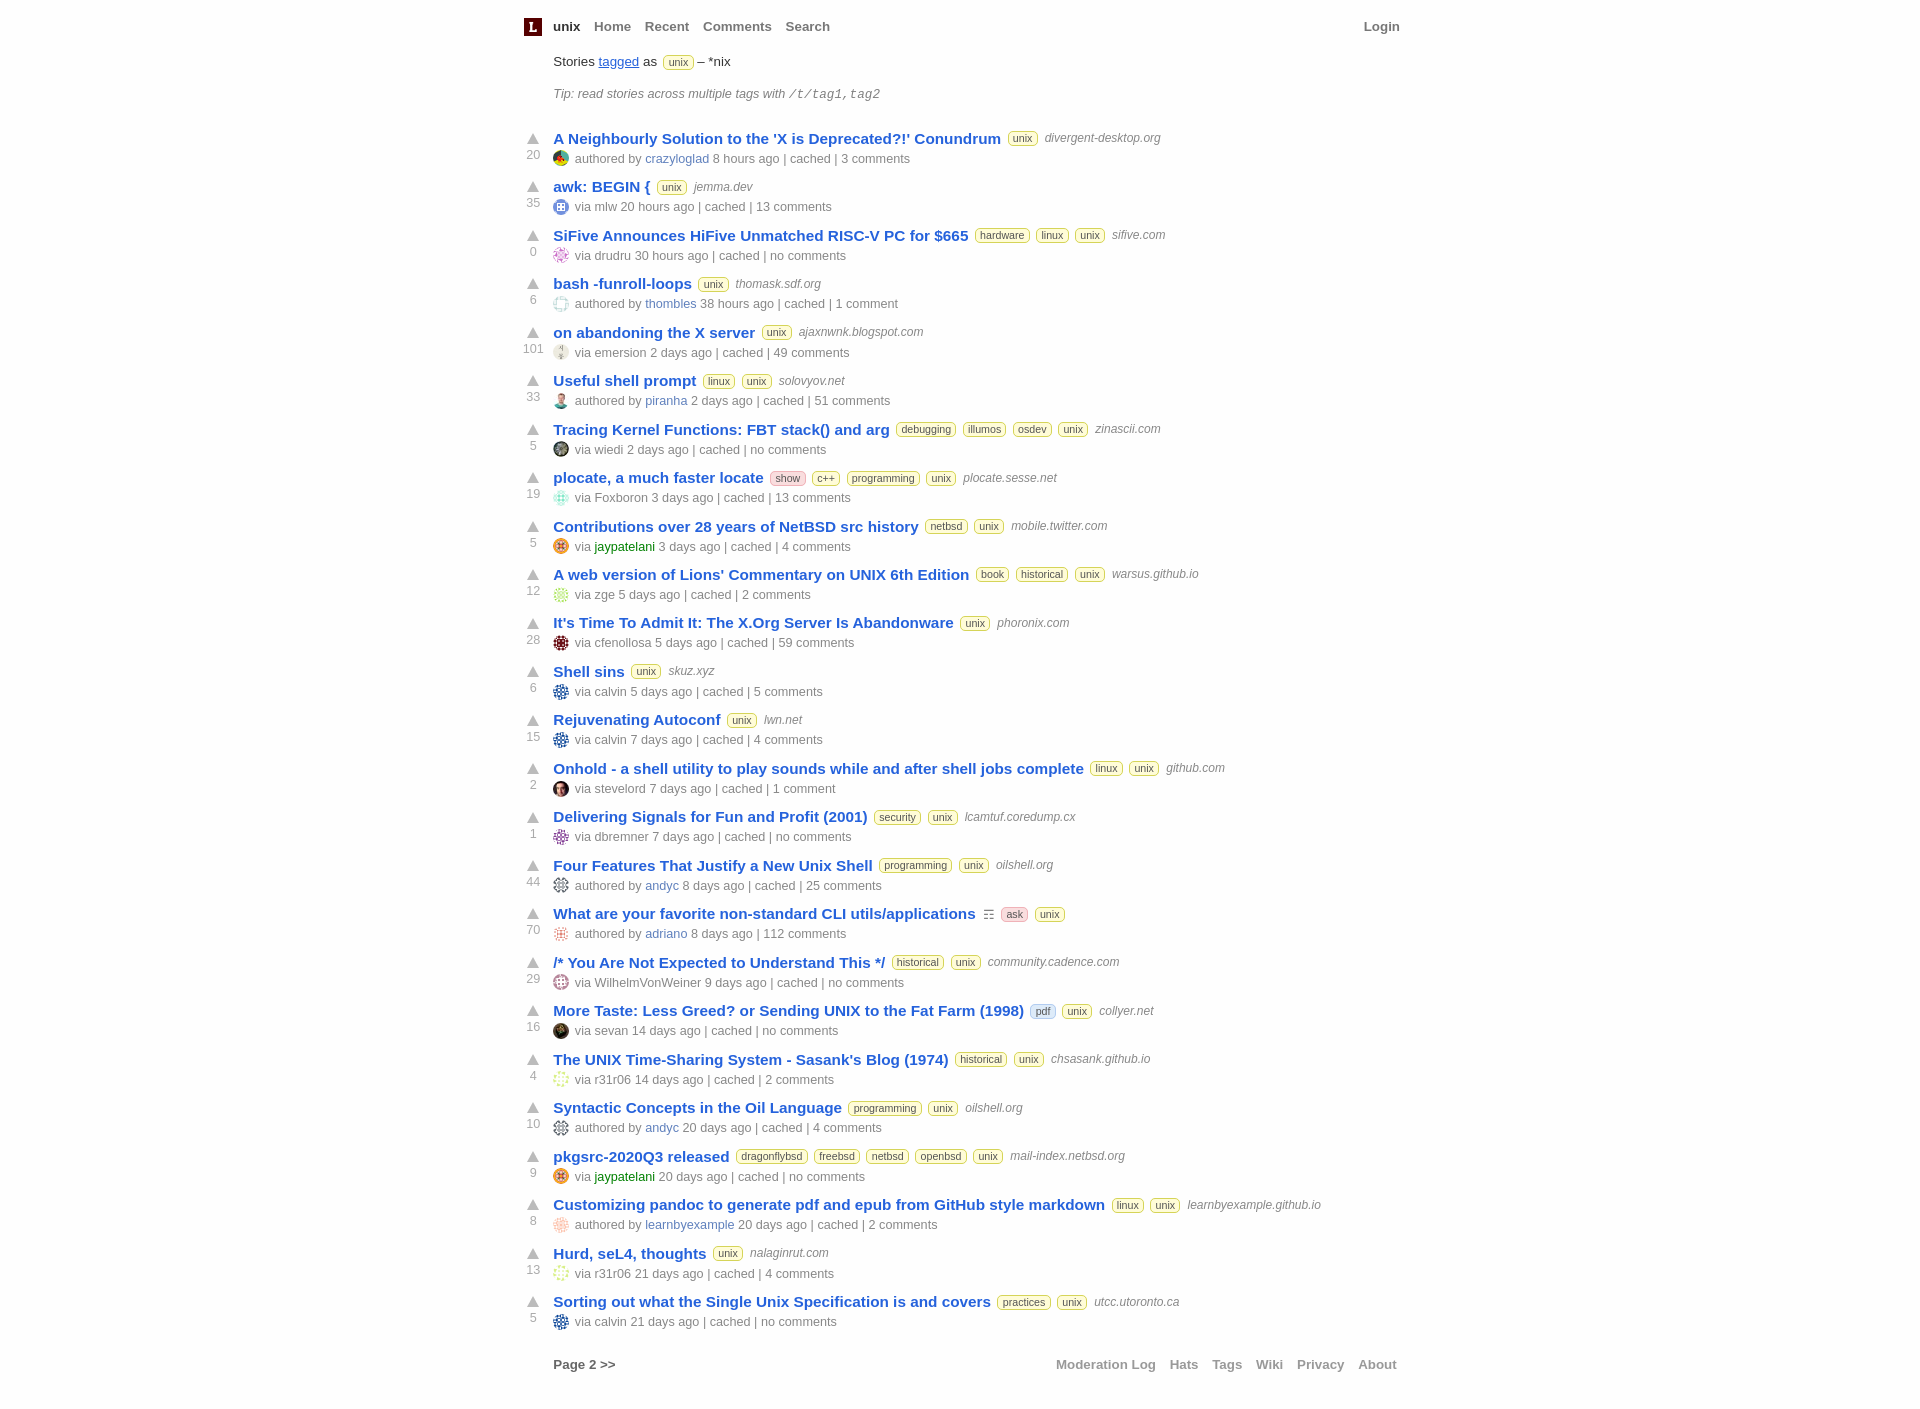 L unix Home Recent Comments Search Login
Stories tagged as unix – *nix
Tip: read stories across multiple tags with /t/tag1,tag2
A Neighbourly Solution to the 'X is Deprecated?!' Conundrum unix divergent-desktop.org
20 authored by crazyloglad 8 hours ago | cached | 3 comments
awk: BEGIN { unix jemma.dev
35 via mlw 20 hours ago | cached | 13 comments
SiFive Announces HiFive Unmatched RISC-V PC for $665 hardware linux unix sifive.com
0 via drudru 30 hours ago | cached | no comments
bash -funroll-loops unix thomask.sdf.org
6 authored by thombles 38 hours ago | cached | 1 comment
on abandoning the X server unix ajaxnwnk.blogspot.com
101 via emersion 2 days ago | cached | 49 comments
Useful shell prompt linux unix solovyov.net
33 authored by piranha 2 days ago | cached | 51 comments
Tracing Kernel Functions: FBT stack() and arg debugging illumos osdev unix zinascii.com
5 via wiedi 2 days ago | cached | no comments
plocate, a much faster locate show c++ programming unix plocate.sesse.net
19 via Foxboron 3 days ago | cached | 13 comments
Contributions over 28 years of NetBSD src history netbsd unix mobile.twitter.com
5 via jaypatelani 3 days ago | cached | 4 comments
A web version of Lions' Commentary on UNIX 6th Edition book historical unix warsus.github.io
12 via zge 5 days ago | cached | 2 comments
It's Time To Admit It: The X.Org Server Is Abandonware unix phoronix.com
28 via cfenollosa 5 days ago | cached | 59 comments
Shell sins unix skuz.xyz
6 via calvin 5 days ago | cached | 5 comments
Rejuvenating Autoconf unix lwn.net
15 via calvin 7 days ago | cached | 4 comments
Onhold - a shell utility to play sounds while and after shell jobs complete linux unix github.com
2 via stevelord 7 days ago | cached | 1 comment
Delivering Signals for Fun and Profit (2001) security unix lcamtuf.coredump.cx
1 via dbremner 7 days ago | cached | no comments
Four Features That Justify a New Unix Shell programming unix oilshell.org
44 authored by andyc 8 days ago | cached | 25 comments
What are your favorite non-standard CLI utils/applications ☶ ask unix
70 authored by adriano 8 days ago | 112 comments
/* You Are Not Expected to Understand This */ historical unix community.cadence.com
29 via WilhelmVonWeiner 9 days ago | cached | no comments
More Taste: Less Greed? or Sending UNIX to the Fat Farm (1998) pdf unix collyer.net
16 via sevan 14 days ago | cached | no comments
The UNIX Time-Sharing System - Sasank's Blog (1974) historical unix chsasank.github.io
4 via r31r06 14 days ago | cached | 2 comments
Syntactic Concepts in the Oil Language programming unix oilshell.org
10 authored by andyc 20 days ago | cached | 4 comments
pkgsrc-2020Q3 released dragonflybsd freebsd netbsd openbsd unix mail-index.netbsd.org
9 via jaypatelani 20 days ago | cached | no comments
Customizing pandoc to generate pdf and epub from GitHub style markdown linux unix learnbyexample.github.io
8 authored by learnbyexample 20 days ago | cached | 2 comments
Hurd, seL4, thoughts unix nalaginrut.com
13 via r31r06 21 days ago | cached | 4 comments
Sorting out what the Single Unix Specification is and covers practices unix utcc.utoronto.ca
5 via calvin 21 days ago | cached | no comments
Page 2 >> Moderation Log Hats Tags Wiki Privacy About